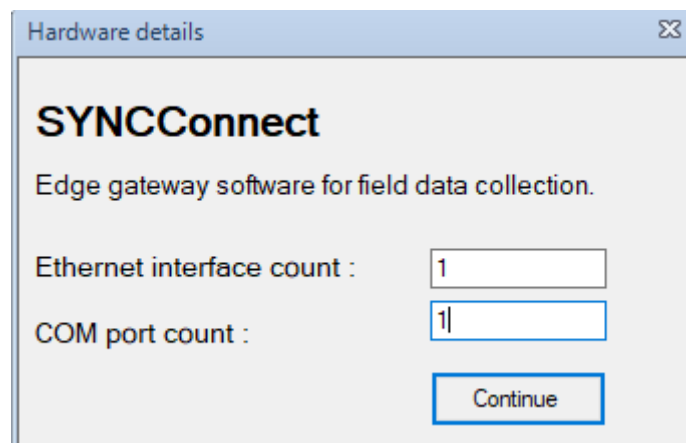 Hardware details
SYNCConnect
Edge gateway software for field data collection.
Ethernet interface count : 1
COM port count : 1
Continue